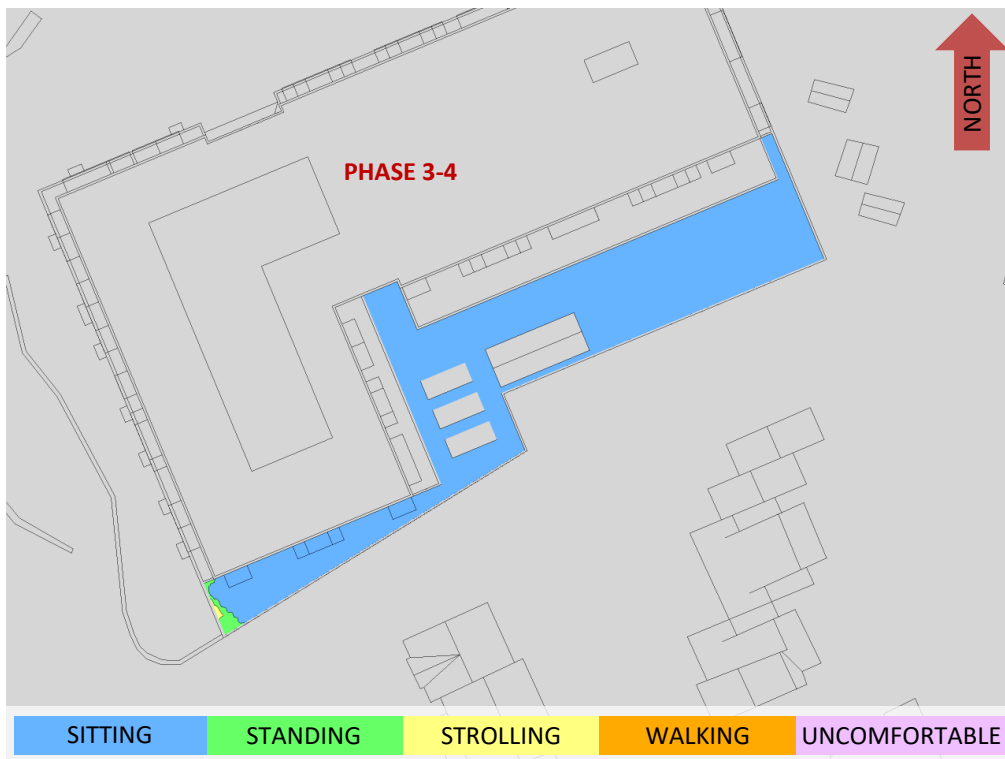 NORTH
PHASE 3-4
SITTING
STANDING
STROLLING
WALKING
UNCOMFORTABLE